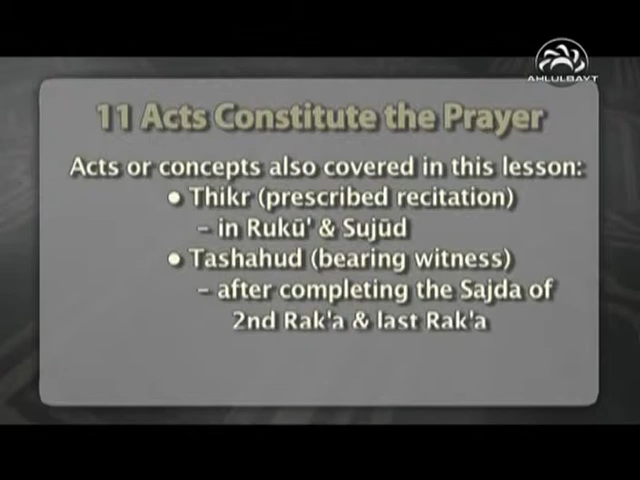 AHLULBAYT
11 Acts Constitute the Prayer
Acts or concepts also covered in this lesson:
● Thikr (prescribed recitation)
– in Rukū' & Sujūd
● Tashahud (bearing witness)
– after completing the Sajda of
2nd Rak'a & last Rak'a